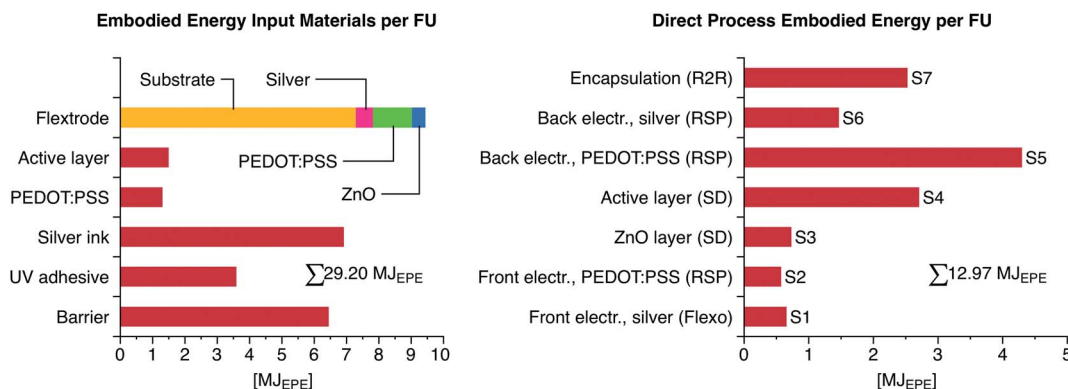 Embodied Energy Input Materials per FU
Substrate
Silver
Flextrode
Active layer
PEDOT:PSS
PEDOT:PSS
ZnO
Silver ink
UV adhesive
∑29.20 MJEPE
Barrier
0 1 2 3 4 5 6 7 8 9 10
[MJEPE]
Direct Process Embodied Energy per FU
Encapsulation (R2R)
S7
Back electr., silver (RSP)
S6
Back electr., PEDOT:PSS (RSP)
S5
Active layer (SD)
S4
ZnO layer (SD)
S3
Front electr., PEDOT:PSS (RSP)
S2
∑12.97 MJEPE
Front electr., silver (Flexo)
S1
0 1 2 3 4 5
[MJEPE]